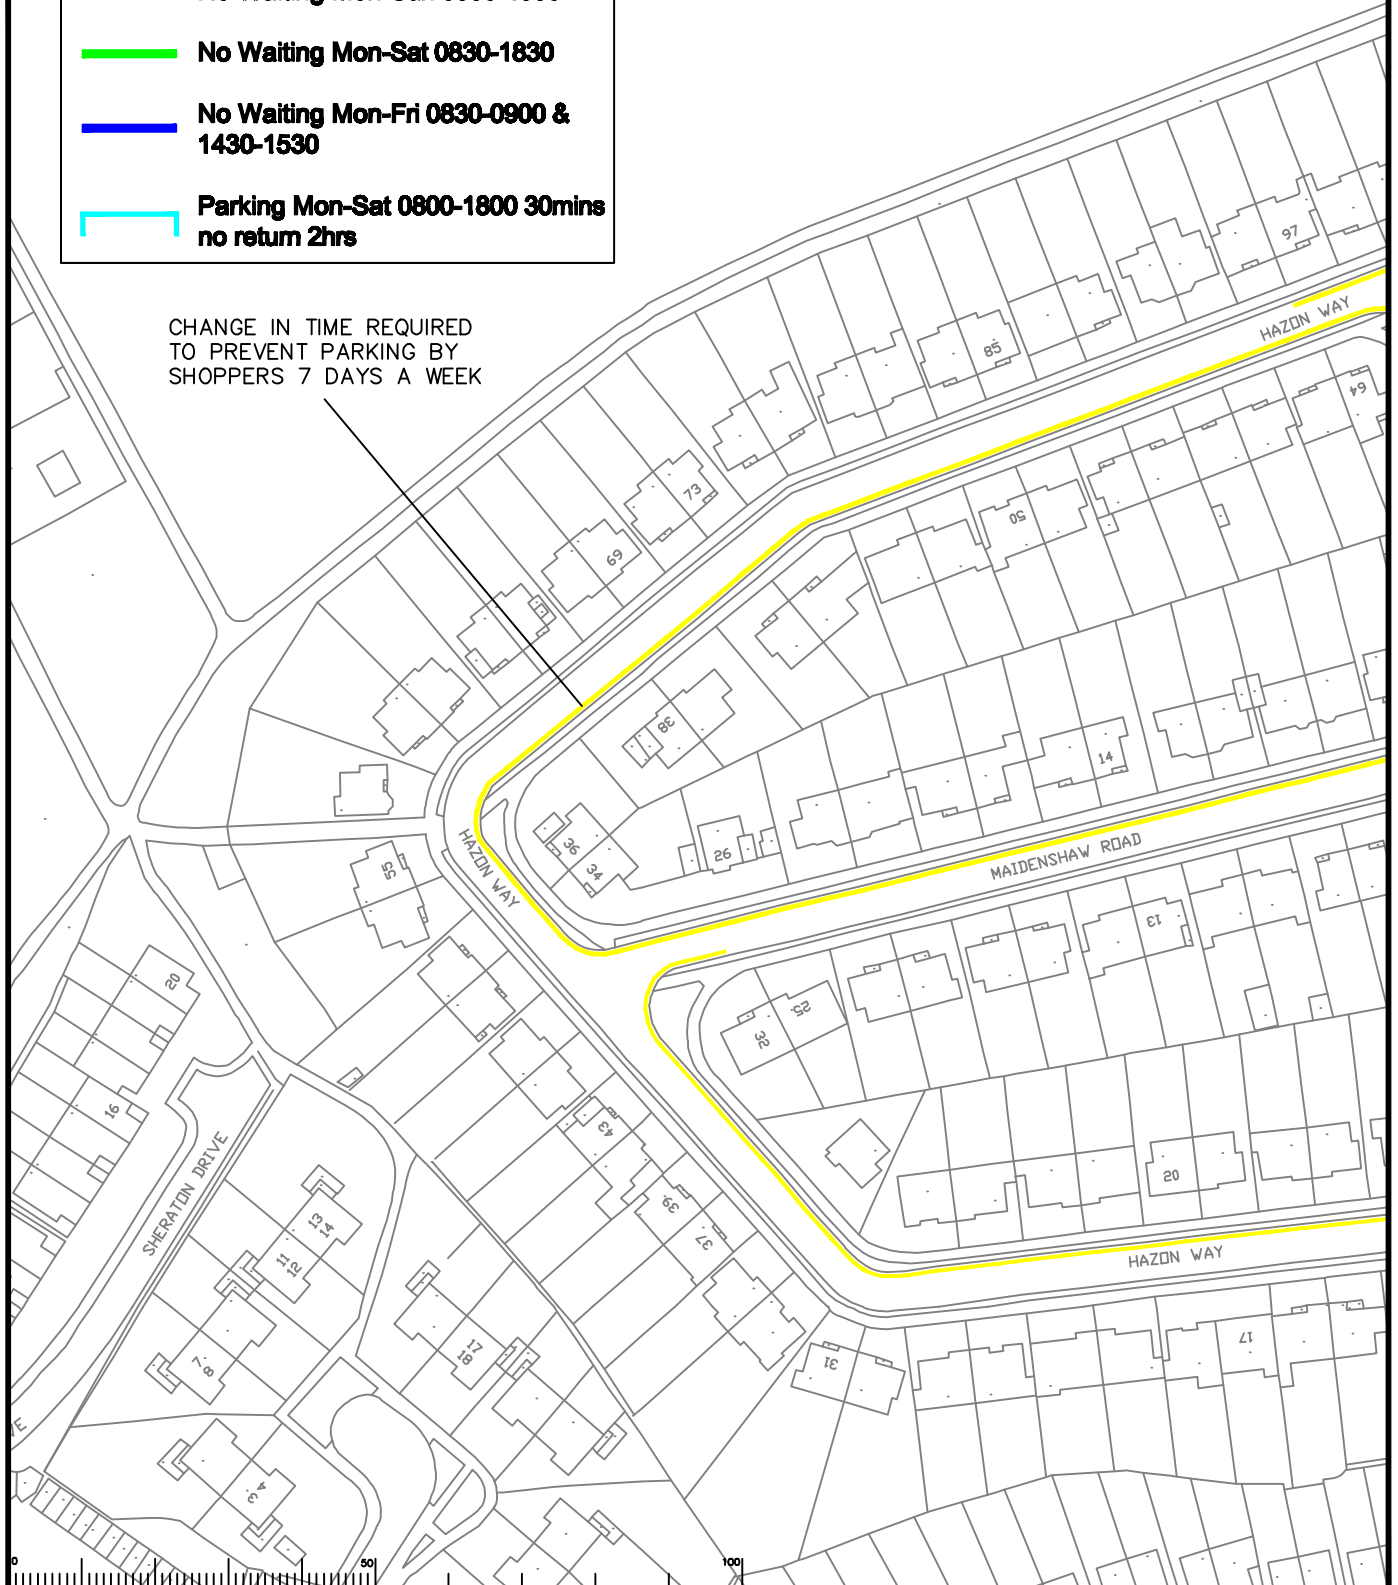 No Waiting Mon-Sat 0830-1830
No Waiting Mon-Fri 0830-0900 &
1430-1530
Parking Mon-Sat 0800-1800 30mins
no return 2hrs
CHANGE IN TIME REQUIRED
TO PREVENT PARKING BY
SHOPPERS 7 DAYS A WEEK
97
HAZON WAY
85
64
73
50
69
38
14
36
34
26
MAIDENSHAW ROAD
HAZON WAY
55
13
20
25
32
16
43
20
SHERATON DRIVE
39
37
13
14
11
12
HAZON WAY
17
18
7
8
31
17
VE
3
4
0
50
100